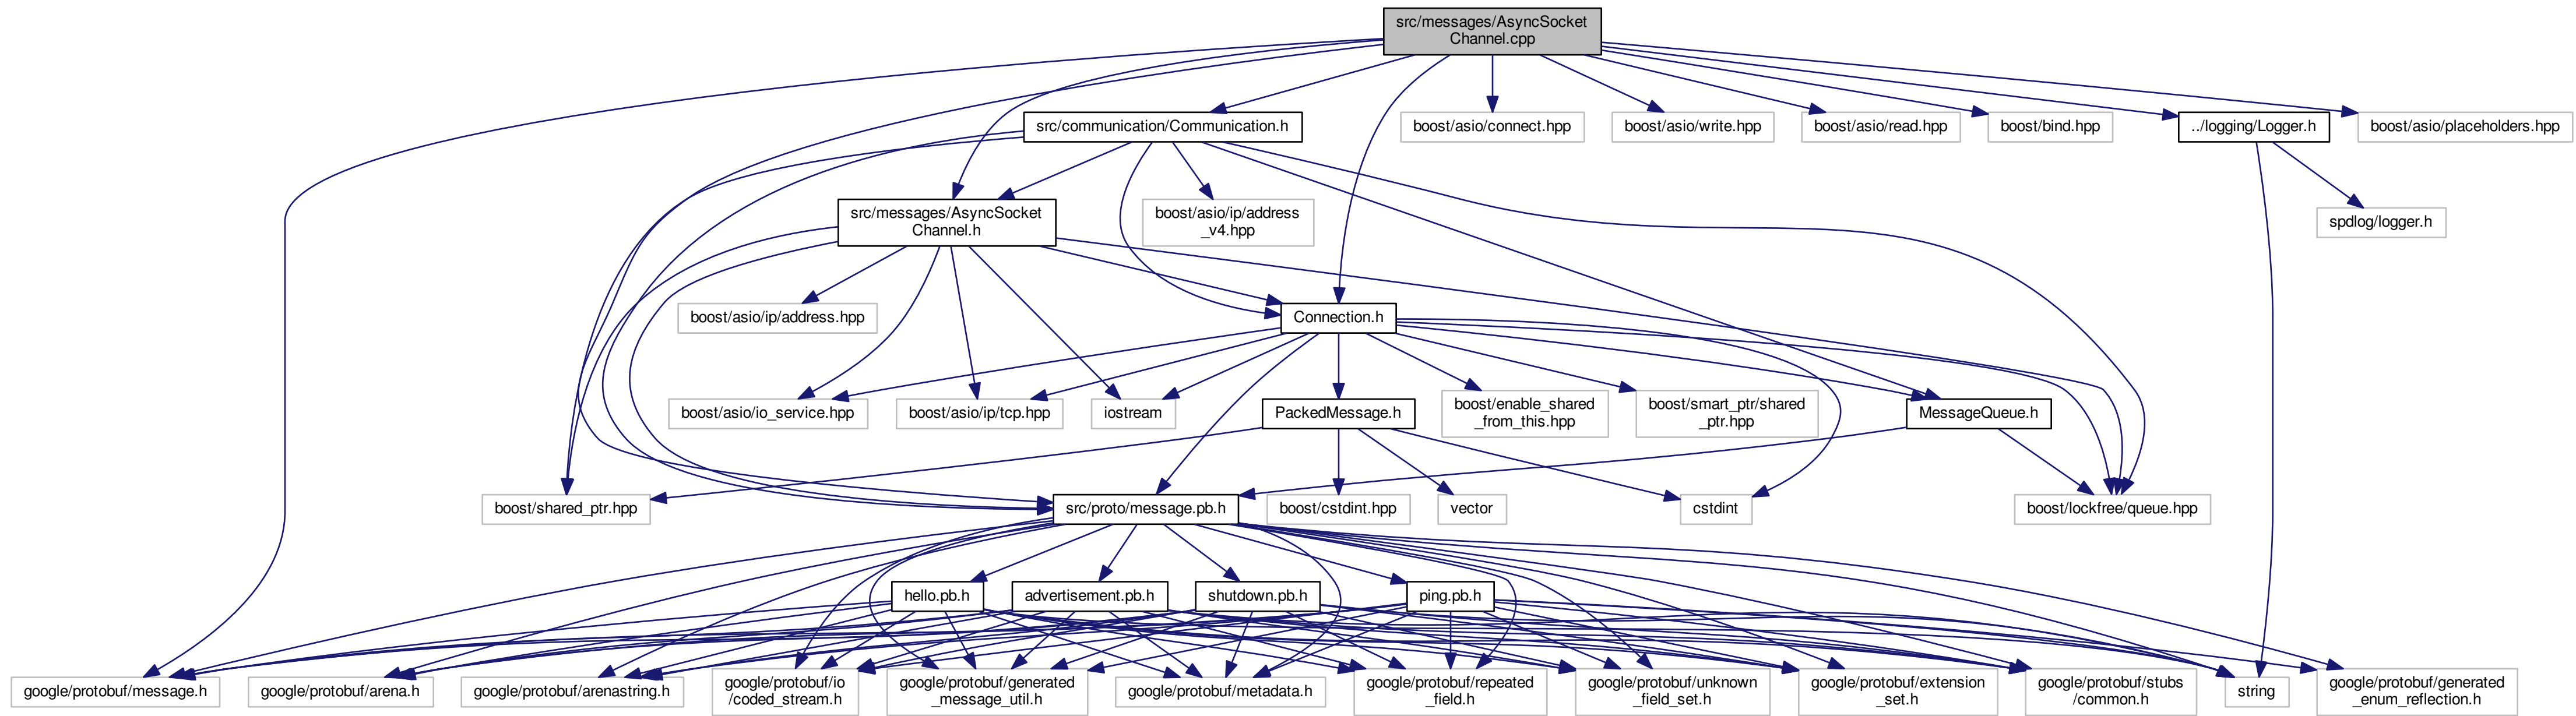 src/messages/AsyncSocket
Channel.cpp
src/communication/Communication.h
boost/asio/connect.hpp
boost/asio/write.hpp
boost/asio/read.hpp
boost/bind.hpp
../logging/Logger.h
boost/asio/placeholders.hpp
src/messages/AsyncSocket
Channel.h
boost/asio/ip/address
_v4.hpp
spdlog/logger.h
boost/asio/ip/address.hpp
Connection.h
boost/asio/io_service.hpp
boost/asio/ip/tcp.hpp
iostream
PackedMessage.h
boost/enable_shared
_from_this.hpp
boost/smart_ptr/shared
_ptr.hpp
MessageQueue.h
boost/shared_ptr.hpp
src/proto/message.pb.h
boost/cstdint.hpp
vector
cstdint
boost/lockfree/queue.hpp
hello.pb.h
advertisement.pb.h
shutdown.pb.h
ping.pb.h
google/protobuf/message.h
google/protobuf/arena.h
google/protobuf/arenastring.h
google/protobuf/io
/coded_stream.h
google/protobuf/generated
_message_util.h
google/protobuf/metadata.h
google/protobuf/repeated
_field.h
google/protobuf/unknown
_field_set.h
google/protobuf/extension
_set.h
google/protobuf/stubs
/common.h
string
google/protobuf/generated
_enum_reflection.h